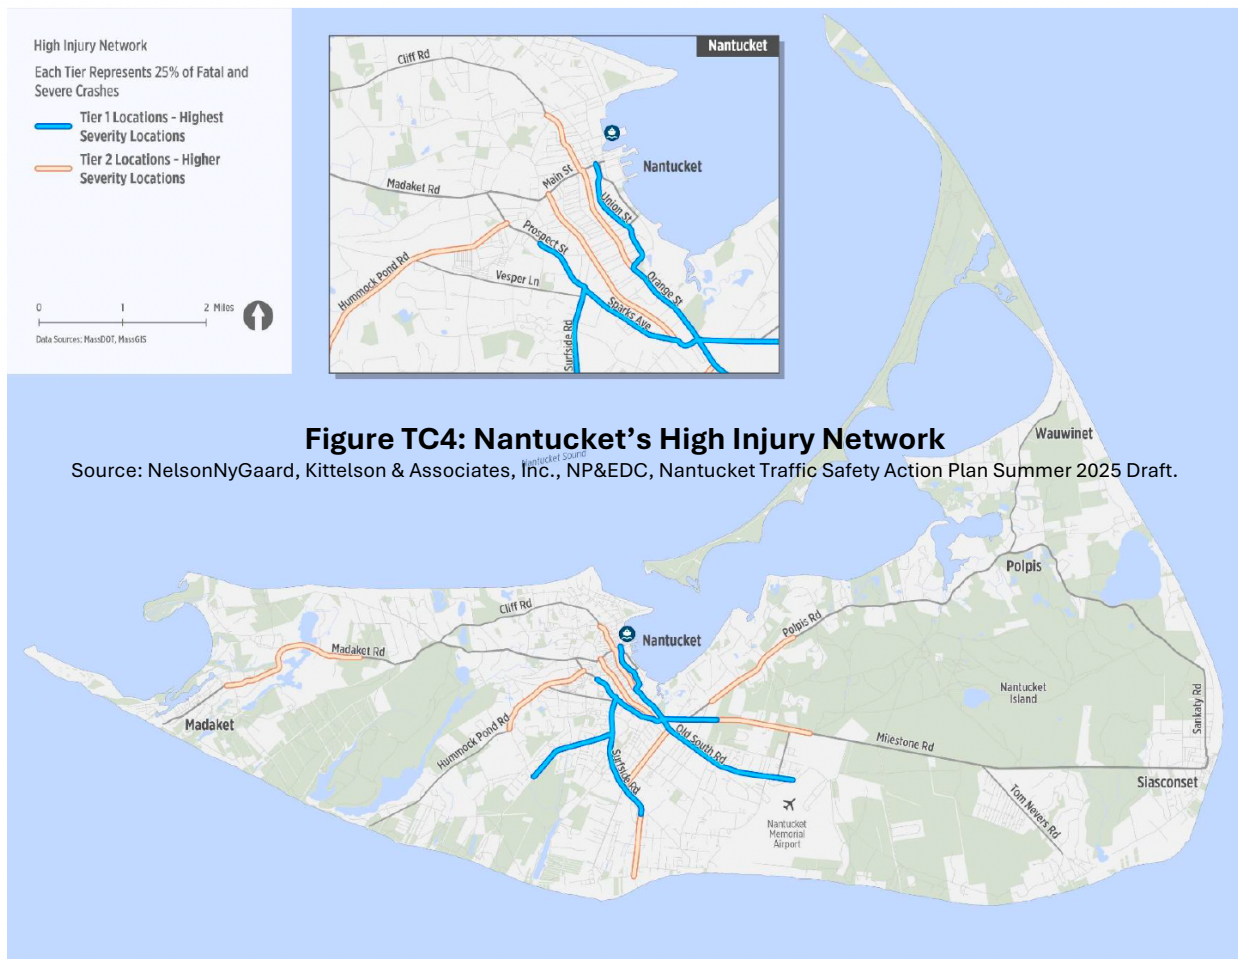 High Injury Network
Each Tier Represents 25% of Fatal and
Severe Crashes
Tier 1 Locations - Highest
Severity Locations
Tier 2 Locations - Higher
Severity Locations
0 1 2 Miles
Data Sources: MassDOT, MassGIS
Nantucket
Cliff Rd
Nantucket
Main St
Madaket Rd
Union St
Prospect St
Hummock Pond Rd
Vesper Ln
Orange St
Sparks Ave
Surfside Rd
Figure TC4: Nantucket’s High Injury Network
Nantucket Sound
Source: NelsonNyGaard, Kittelson & Associates, Inc., NP&EDC, Nantucket Traffic Safety Action Plan Summer 2025 Draft.
Wauwinet
Polpis
Cliff Rd
Polpis Rd
Nantucket
Madaket Rd
Nantucket
Island
Sankaty Rd
Madaket
Hummock Pond Rd
Old South Rd
Milestone Rd
Surfside Rd
Siasconset
Tom Nevers Rd
Nantucket
Memorial
Airport